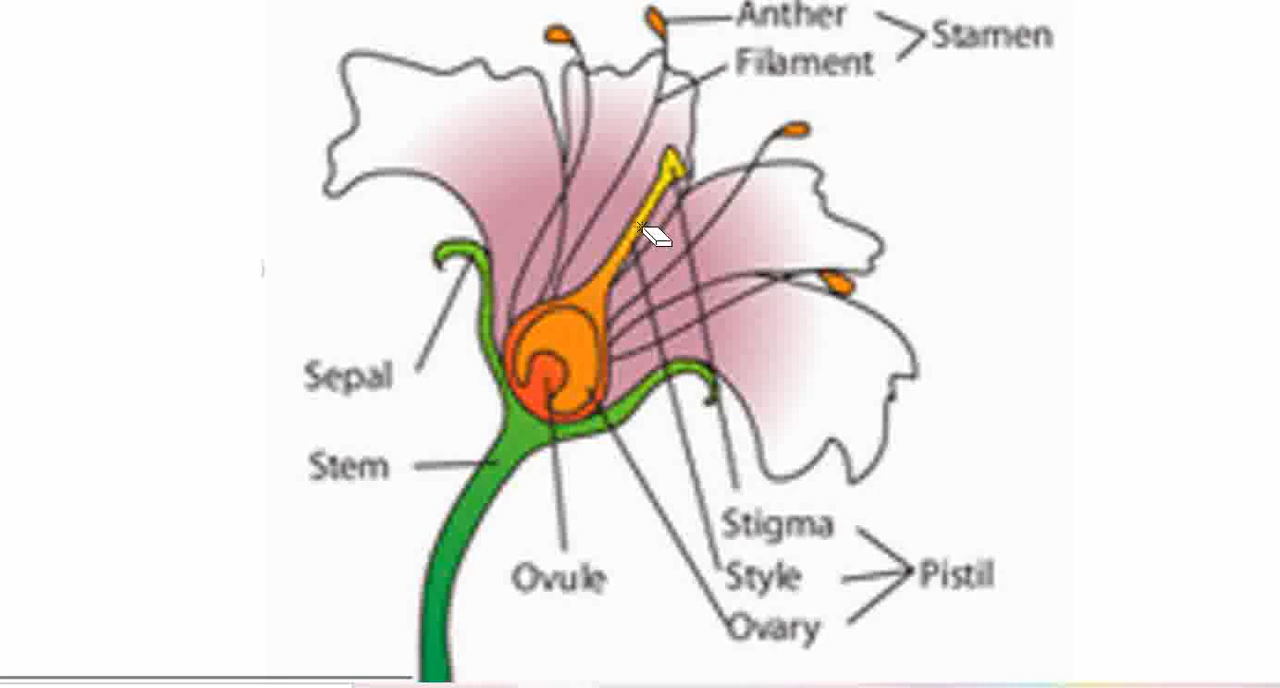 Anther
Stamen
Filament
Sepal
Stem
Stigma
Ovule
Style
Pistil
Ovary